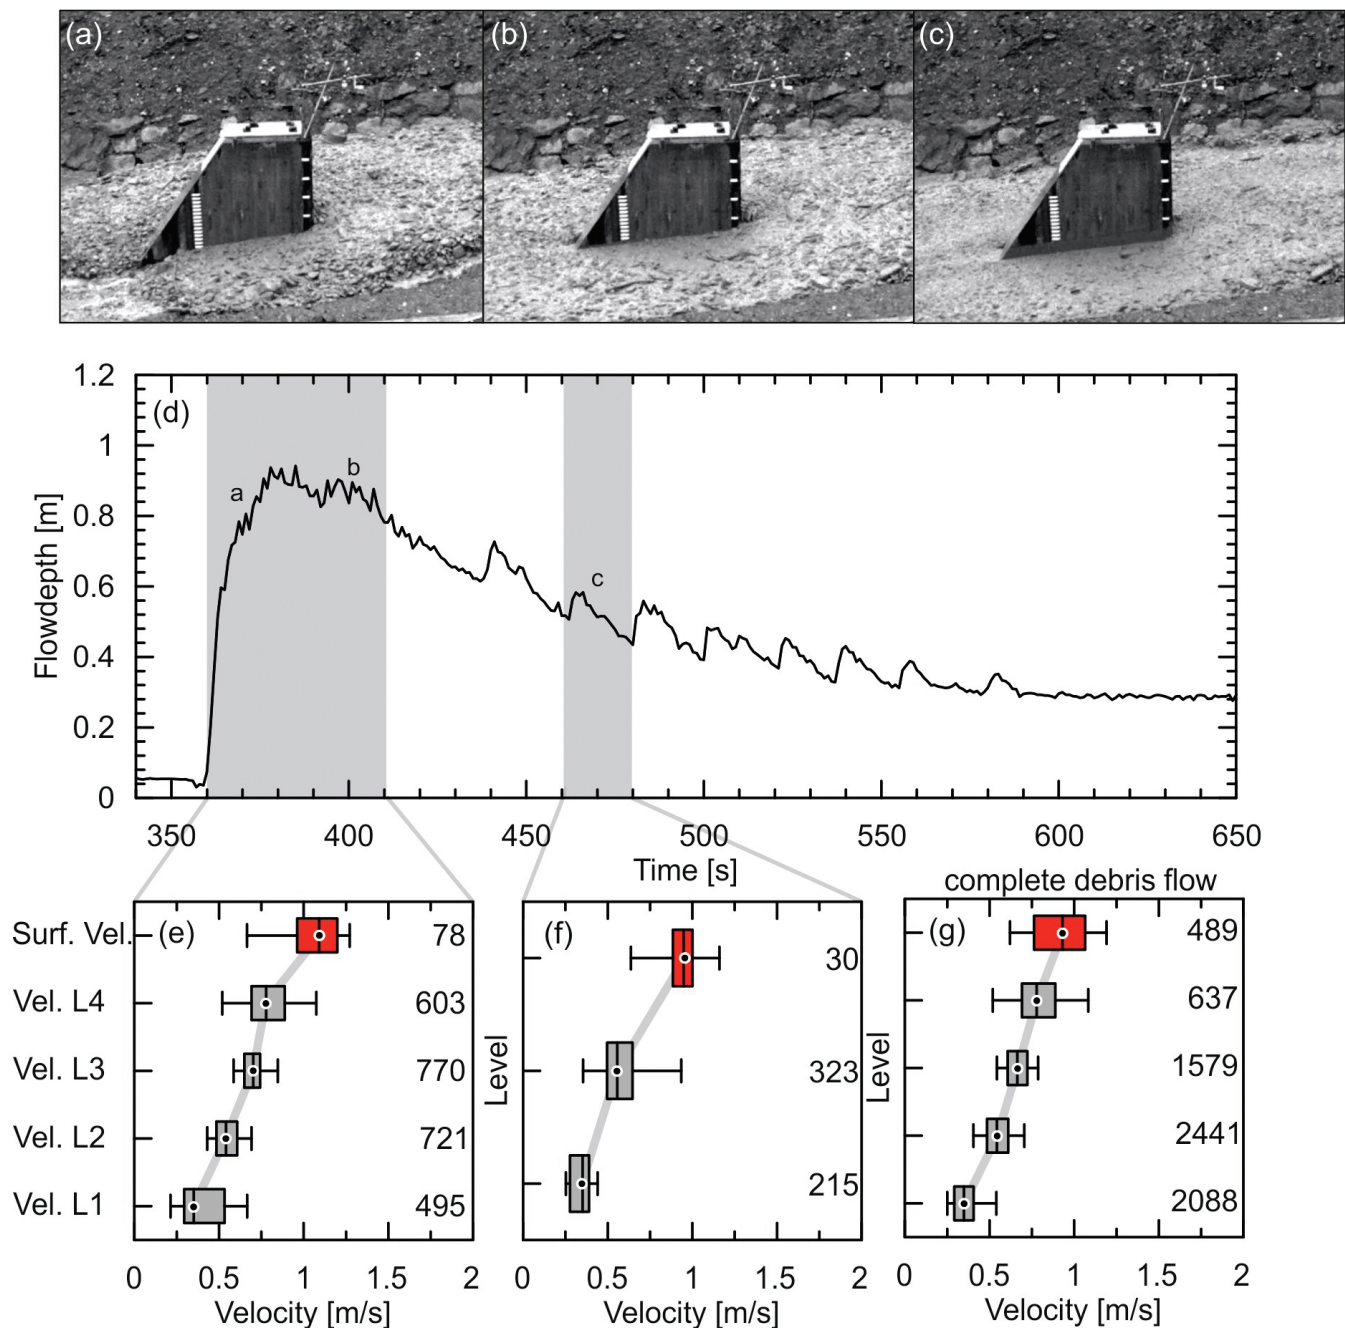 (a) (b) (c)
1.2
1
0.8
0.6
0.4
0.2
0
Flowdepth [m]
(d)
a
b
c
350 400 450 500 550 600 650
Time [s]
complete debris flow
Surf. Vel.
Vel. L4
Vel. L3
Vel. L2
Vel. L1
(e)
78
603
770
721
495
0 0.5 1 1.5 2
Velocity [m/s]
Level
(f)
30
323
215
0 0.5 1 1.5 2
Velocity [m/s]
Level
(g)
489
637
1579
2441
2088
0 0.5 1 1.5 2
Velocity [m/s]